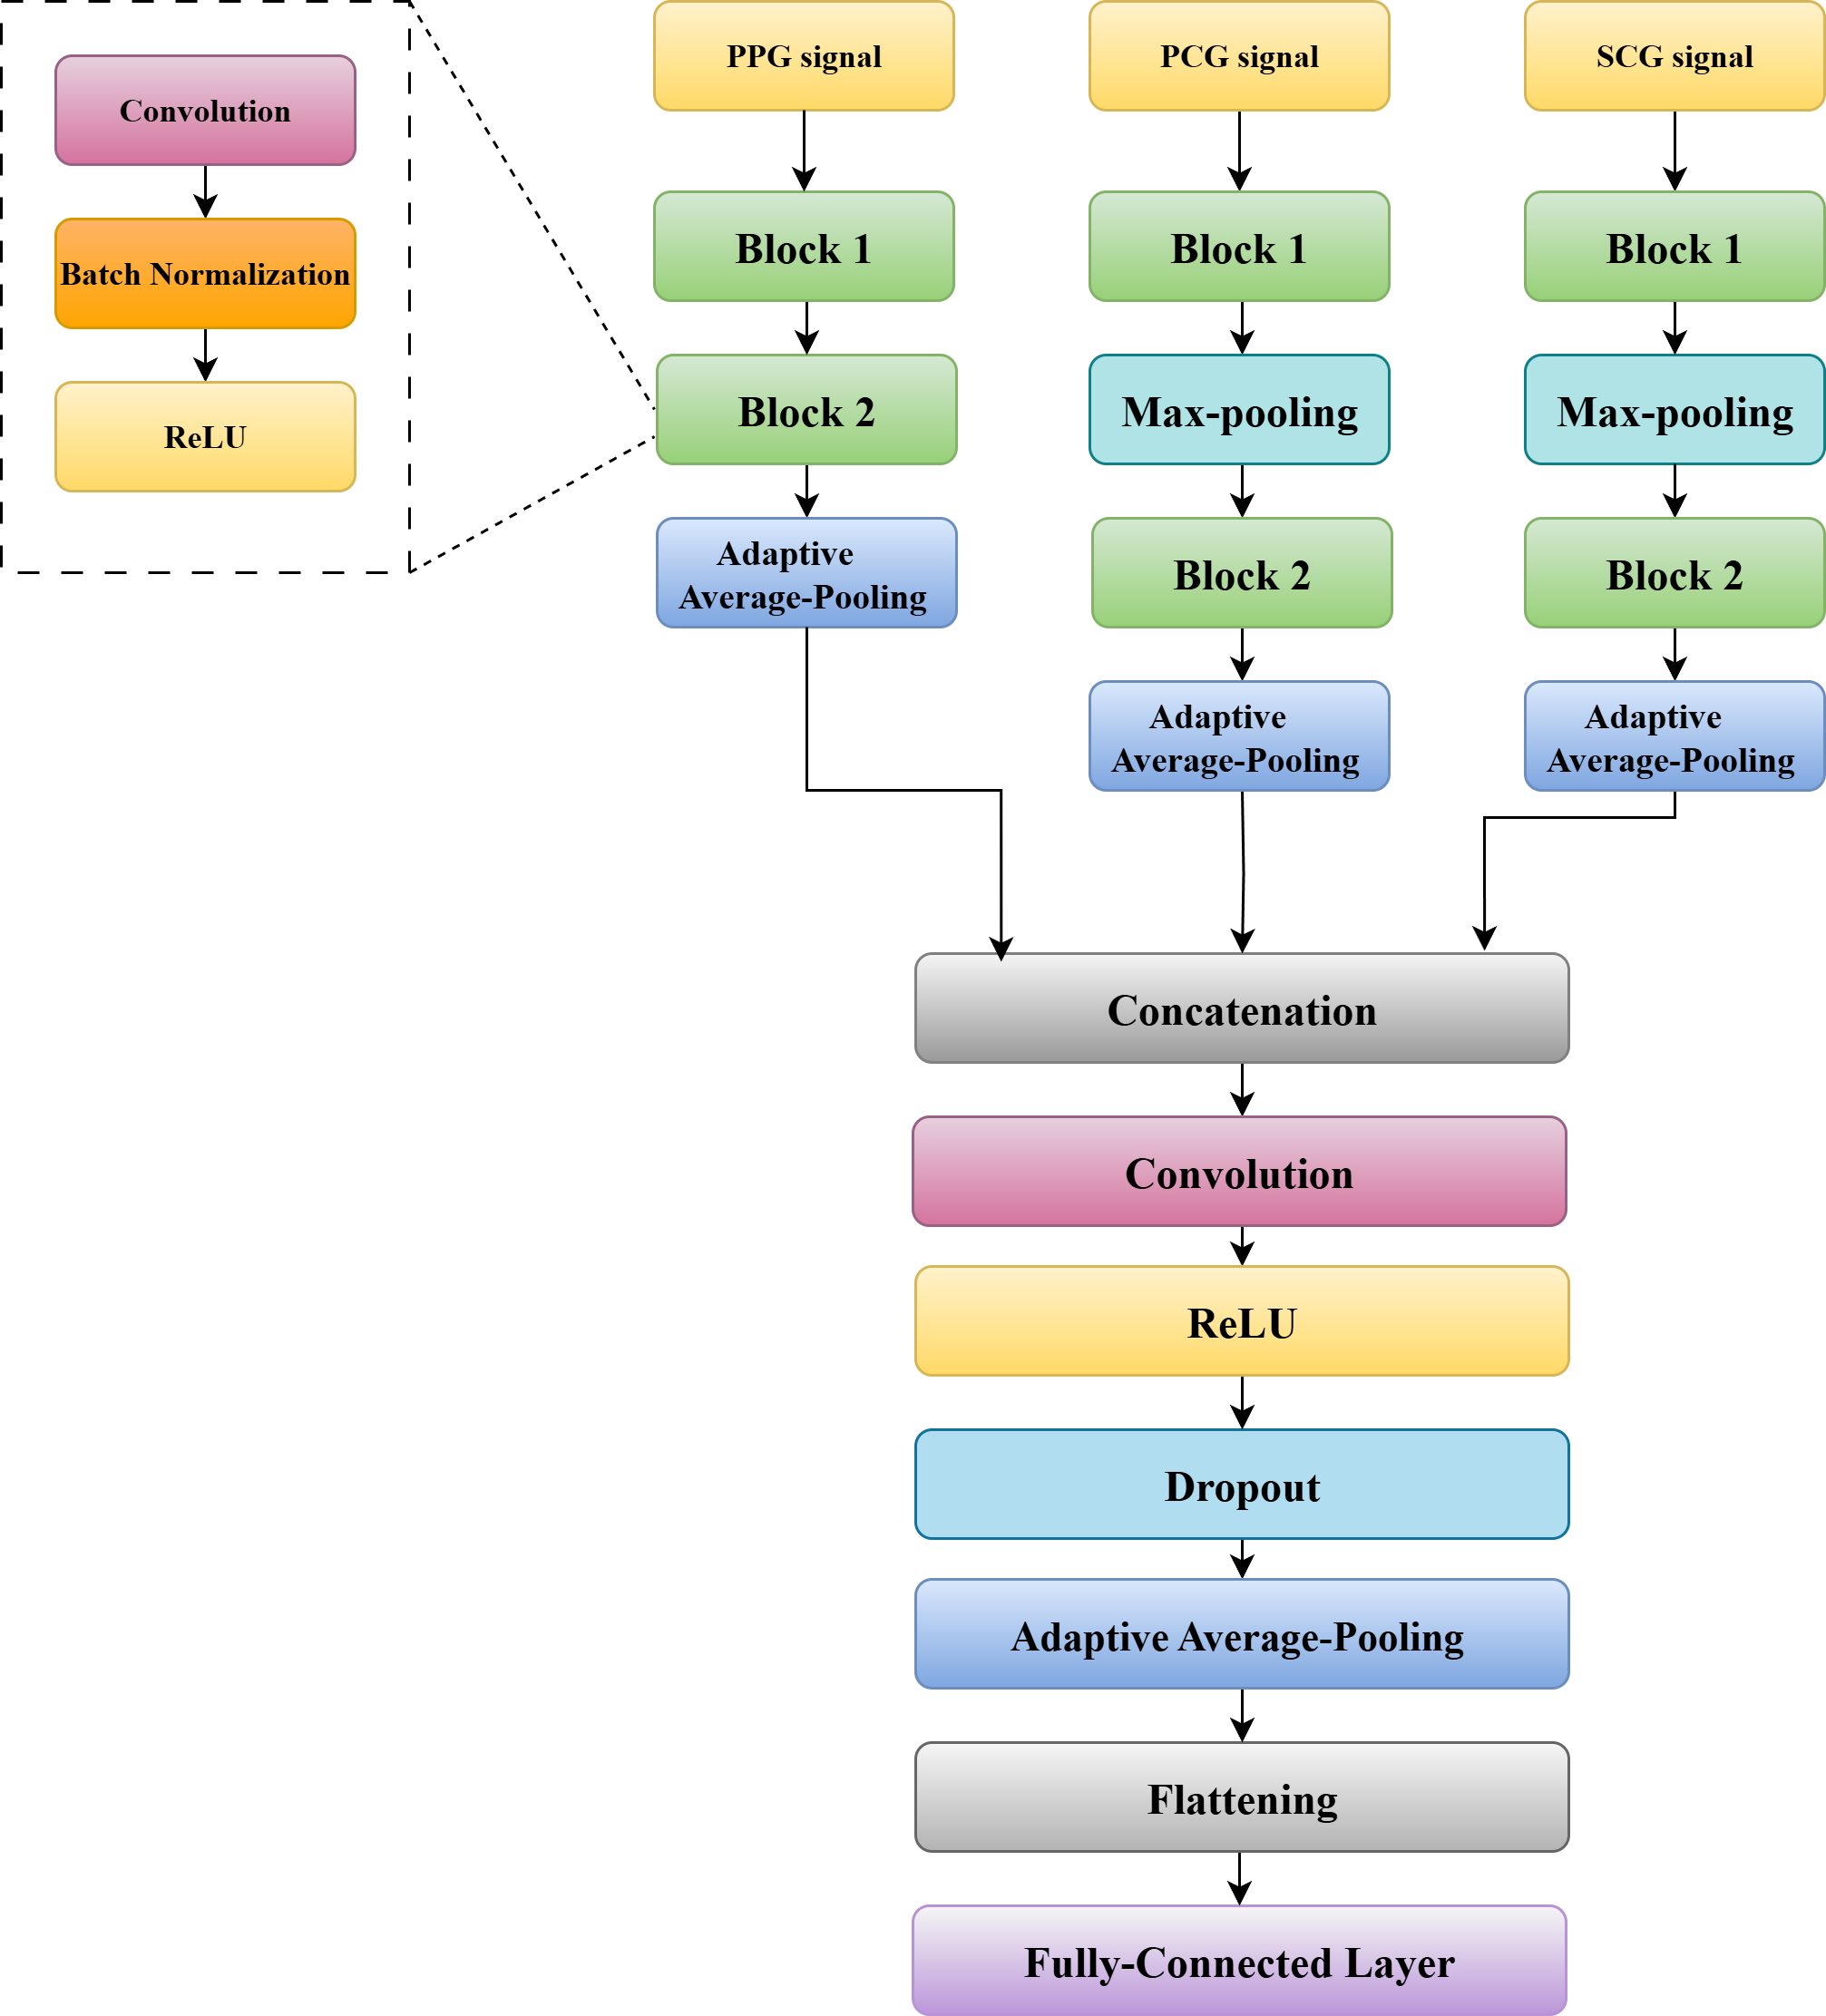 Convolution
Batch Normalization
ReLU
PPG signal
Block 1
Block 2
Adaptive
Average-Pooling
PCG signal
Block 1
Max-pooling
Block 2
Adaptive
Average-Pooling
SCG signal
Block 1
Max-pooling
Block 2
Adaptive
Average-Pooling
Concatenation
Convolution
ReLU
Dropout
Adaptive Average-Pooling
Flattening
Fully-Connected Layer